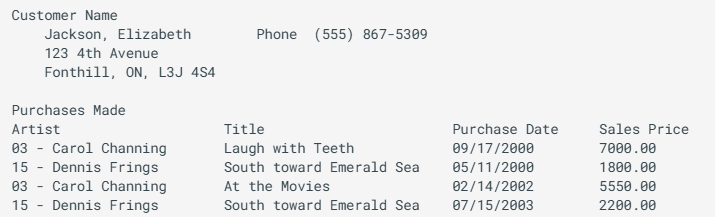 Customer Name
Jackson, Elizabeth Phone (555) 867-5309
123 4th Avenue
Fonthill, ON, L3J 4S4
Purchases Made
Artist Title Purchase Date Sales Price
03 - Carol Channing Laugh with Teeth 09/17/2000 7000.00
15 - Dennis Frings South toward Emerald Sea 05/11/2000 1800.00
03 - Carol Channing At the Movies 02/14/2002 5550.00
15 - Dennis Frings South toward Emerald Sea 07/15/2003 2200.00